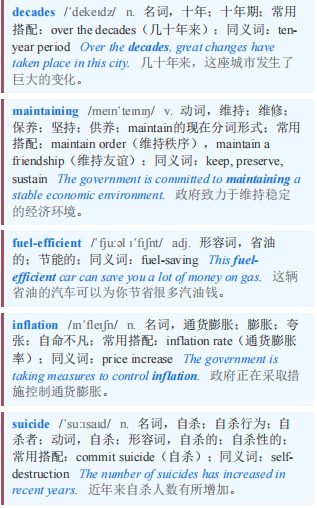 decades /ˈdekeɪdz/ n. 名词，十年；十年期；常用
搭配；over the decades（几十年来）；同义词：ten-
year period Over the decades, great changes have
taken place in this city. 几十年来，这座城市发生了
巨大的变化。
maintaining /meɪnˈteɪnɪŋ/ v. 动词，维持；维修；
保养；坚持；供养；maintain的现在分词形式；常用
搭配；maintain order（维持秩序），maintain a
friendship（维持友谊）；同义词：keep, preserve,
sustain The government is committed to maintaining a
stable economic environment. 政府致力于维持稳定
的经济环境。
fuel-efficient /ˈfjuːəl ɪˈfɪʃnt/ adj. 形容词，省油
的；节能的；同义词：fuel-saving This fuel-
efficient car can save you a lot of money on gas. 这辆
省油的汽车可以为你节省很多汽油钱。
inflation /ɪnˈfleɪʃn/ n. 名词，通货膨胀；膨胀；夸
张；自命不凡；常用搭配；inflation rate（通货膨胀
率）；同义词：price increase The government is
taking measures to control inflation. 政府正在采取措
施控制通货膨胀。
suicide /ˈsuːɪsaɪd/ n. 名词，自杀；自杀行为；自
杀者；动词，自杀；形容词，自杀的；自杀性的；
常用搭配；commit suicide（自杀）；同义词：self-
destruction The number of suicides has increased in
recent years. 近年来自杀人数有所增加。